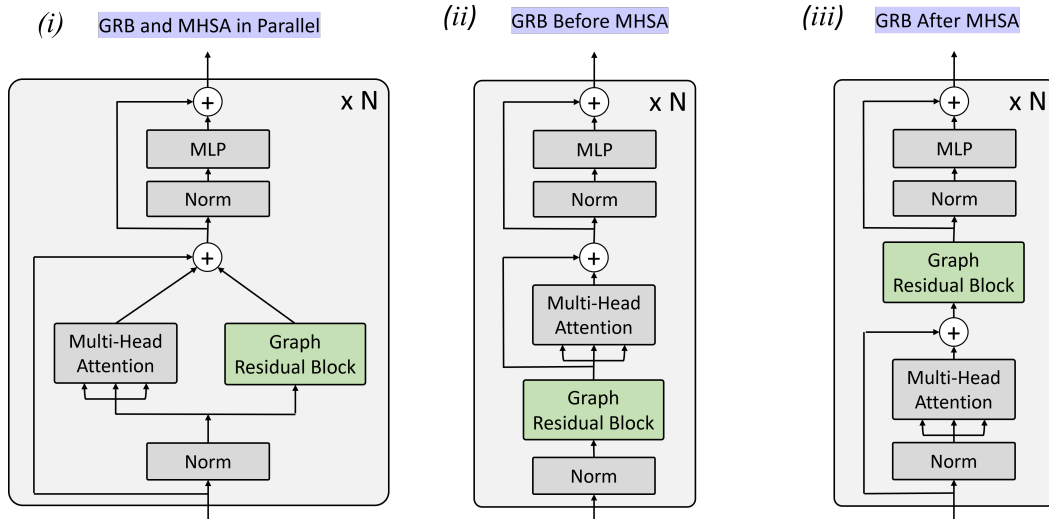 (i) GRB and MHSA in Parallel
x N
+
MLP
Norm
+
Multi-Head
Attention
Graph
Residual Block
Norm
(ii) GRB Before MHSA
x N
+
MLP
Norm
+
Multi-Head
Attention
Graph
Residual Block
Norm
(iii) GRB After MHSA
x N
+
MLP
Norm
Graph
Residual Block
+
Multi-Head
Attention
Norm